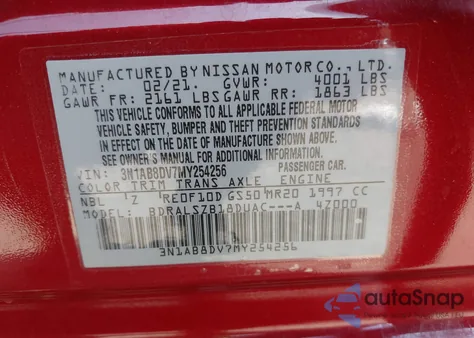 MANUFACTURED BY NISSAN MOTOR CO., LTD.
DATE: 02/21. GVWR: 4001 LBS
GAWR FR: 2161 LBS GAWR RR: 1863 LBS
THIS VEHICLE CONFORMS TO ALL APPLICABLE FEDERAL MOTOR
VEHICLE SAFETY, BUMPER AND THEFT PREVENTION STANDARDS
IN EFFECT ON THE DATE OF MANUFACTURE SHOWN ABOVE.
SEE OWNER'S MANUAL FOR ADDITIONAL INFO.
VIN: 3N1AB8DV7MY254256 PASSENGER CAR.
COLOR TRIM TRANS AXLE ENGINE
NBL Z RE0F10D GS50 MR20 1997 CC
MODEL: BDRALSZB18DUAC---A 4Z000
3N1AB8DV7MY254256
autoSnap